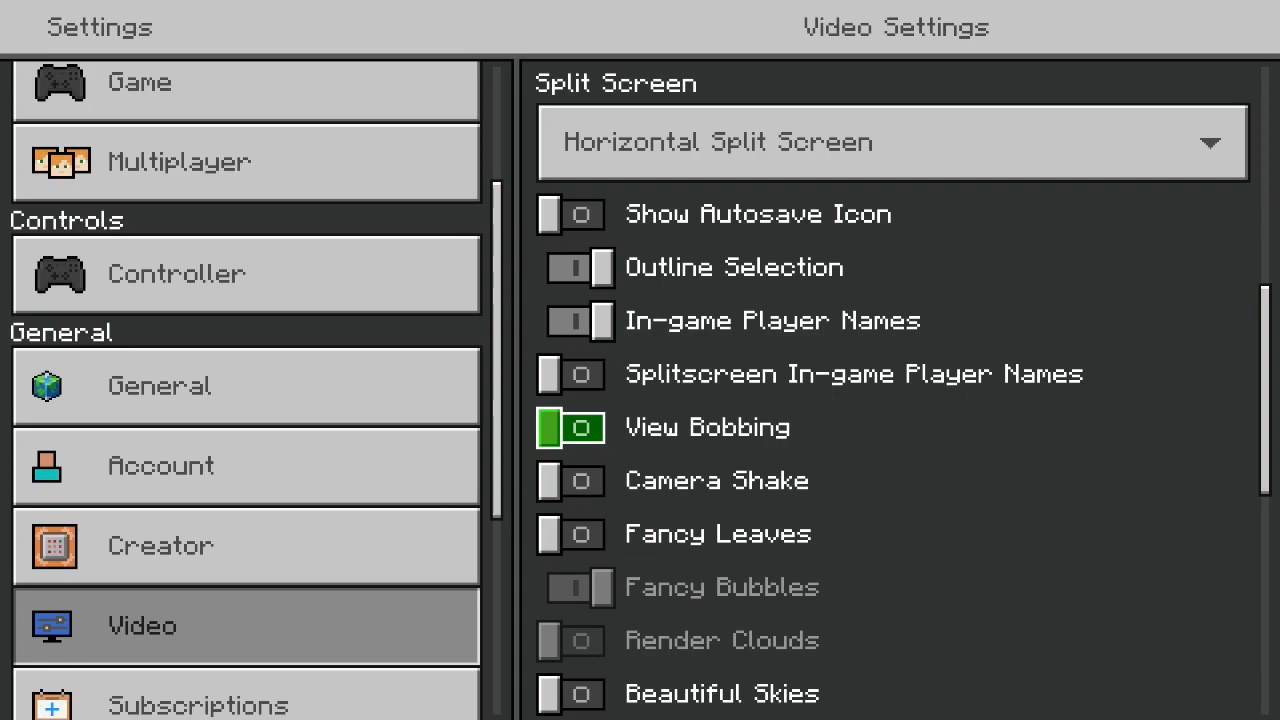 Settings
Video Settings
Game
Multiplayer
Controls
Controller
General
General
Account
Creator
Video
Subscriptions
Split Screen
Horizontal Split Screen
Show Autosave Icon
Outline Selection
In-game Player Names
Splitscreen In-game Player Names
View Bobbing
Camera Shake
Fancy Leaves
Fancy Bubbles
Render Clouds
Beautiful Skies